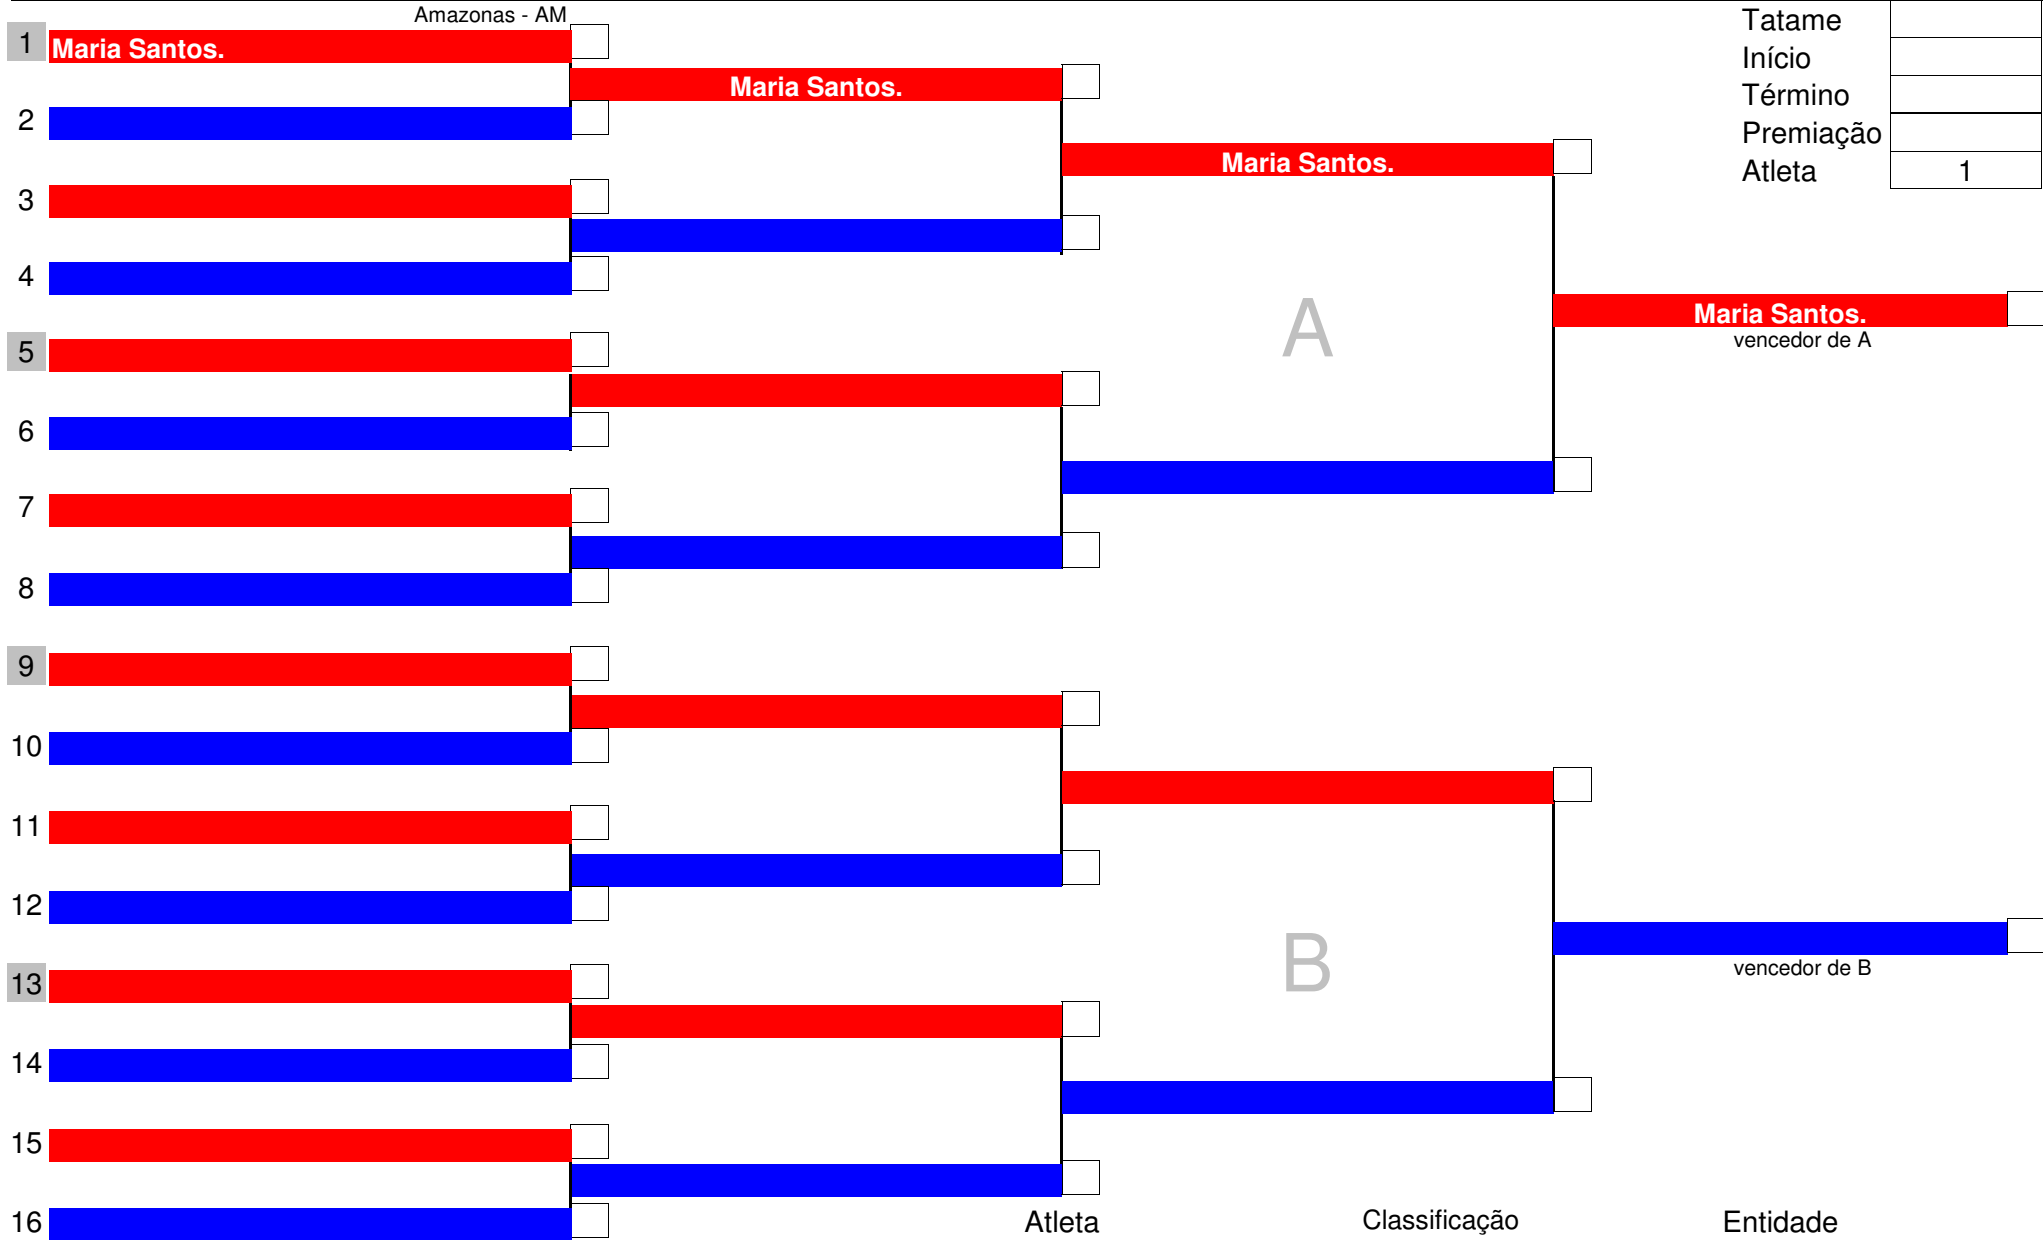 Amazonas - AM
Tatame
1
Maria Santos.
Início
Maria Santos.
Término
2
Premiação
Maria Santos.
Atleta 1
3
4
A
Maria Santos.
vencedor de A
5
6
7
8
9
10
11
12
B
vencedor de B
13
14
15
16
Atleta Classificação Entidade